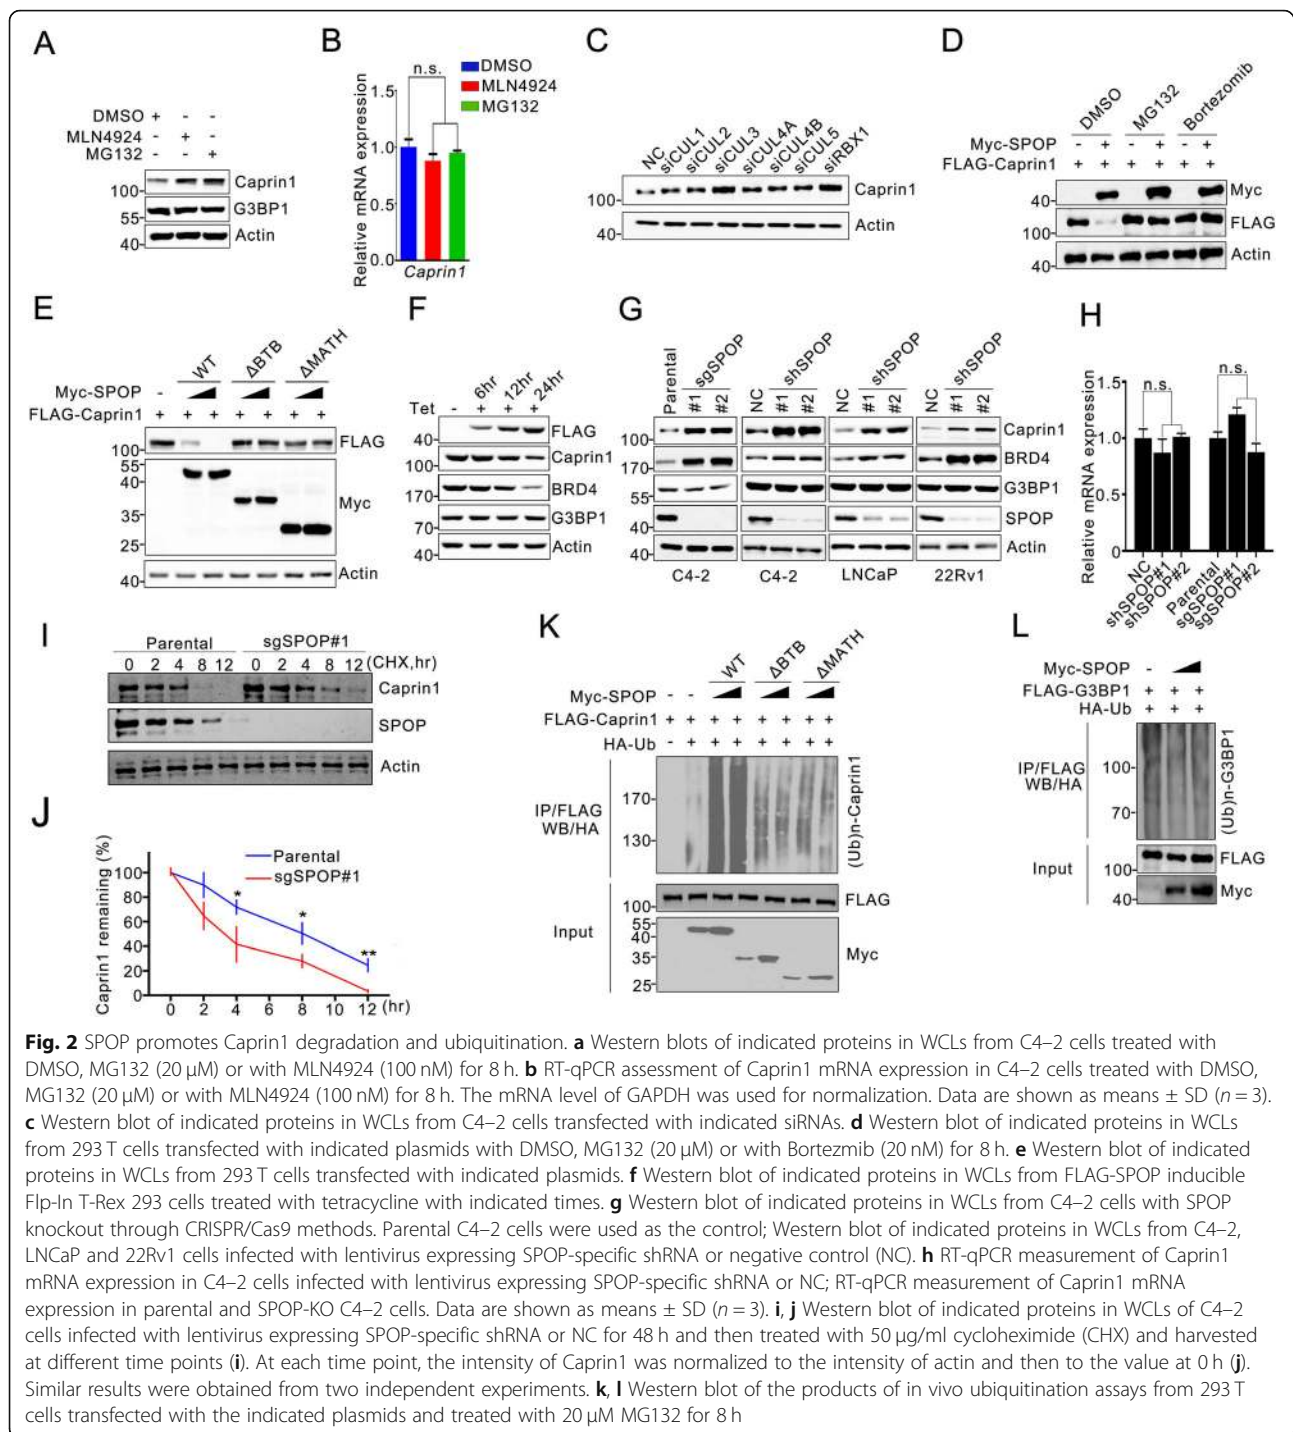 A
DMSO + - -
MLN4924 - + -
MG132 - - +
100- Caprin1
55- G3BP1
40- Actin
B
DMSO
MLN4924
MG132
n.s.
Relative mRNA expression
1.5
1.0
0.5
0.0
Caprin1
C
NC siCUL1 siCUL2 siCUL3 siCUL4A siCUL4B siCUL5 siRBX1
100- Caprin1
40- Actin
D
DMSO MG132 Bortezomib
Myc-SPOP - + - + - +
FLAG-Caprin1 + + + + + +
40- Myc
100- FLAG
40- Actin
E
WT ΔBTB ΔMATH
Myc-SPOP -
FLAG-Caprin1 + + + + + + +
100- FLAG
55-
40-
35-
25-
Myc
40- Actin
F
6hr 12hr 24hr
Tet - + + +
40- FLAG
100- Caprin1
170- BRD4
70- G3BP1
40- Actin
G
Parental sgSPOP shSPOP shSPOP shSPOP
#1 #2 NC #1 #2 NC #1 #2 NC #1 #2
100- Caprin1
170- BRD4
55- G3BP1
40- SPOP
40- Actin
C4-2 C4-2 LNCaP 22Rv1
H
Relative mRNA expression
1.5
1.0
0.5
0.0
n.s. n.s.
NC shSPOP#1 shSPOP#2 Parental sgSPOP#1 sgSPOP#2
I
Parental sgSPOP#1
0 2 4 8 12 0 2 4 8 12 (CHX,hr)
Caprin1
SPOP
Actin
J
Caprin1 remaining (%)
Parental
sgSPOP#1
100
80
60
40
20
0
* * **
0 2 4 6 8 10 12 (hr)
K
WT ΔBTB ΔMATH
Myc-SPOP - -
FLAG-Caprin1 + + + + + + + +
HA-Ub - + + + + + + +
IP/FLAG
WB/HA
170-
130-
(Ub)n-Caprin1
Input
100- FLAG
55-
40-
35-
25-
Myc
L
Myc-SPOP -
FLAG-G3BP1 + + +
HA-Ub + + +
IP/FLAG
WB/HA
100-
70-
(Ub)n-G3BP1
Input
100- FLAG
40- Myc
Fig. 2 SPOP promotes Caprin1 degradation and ubiquitination. a Western blots of indicated proteins in WCLs from C4–2 cells treated with
DMSO, MG132 (20 μM) or with MLN4924 (100 nM) for 8 h. b RT-qPCR assessment of Caprin1 mRNA expression in C4–2 cells treated with DMSO,
MG132 (20 μM) or with MLN4924 (100 nM) for 8 h. The mRNA level of GAPDH was used for normalization. Data are shown as means ± SD (n = 3).
c Western blot of indicated proteins in WCLs from C4–2 cells transfected with indicated siRNAs. d Western blot of indicated proteins in WCLs
from 293 T cells transfected with indicated plasmids with DMSO, MG132 (20 μM) or with Bortezmib (20 nM) for 8 h. e Western blot of indicated
proteins in WCLs from 293 T cells transfected with indicated plasmids. f Western blot of indicated proteins in WCLs from FLAG-SPOP inducible
Flp-In T-Rex 293 cells treated with tetracycline with indicated times. g Western blot of indicated proteins in WCLs from C4–2 cells with SPOP
knockout through CRISPR/Cas9 methods. Parental C4–2 cells were used as the control; Western blot of indicated proteins in WCLs from C4–2,
LNCaP and 22Rv1 cells infected with lentivirus expressing SPOP-specific shRNA or negative control (NC). h RT-qPCR measurement of Caprin1
mRNA expression in C4–2 cells infected with lentivirus expressing SPOP-specific shRNA or NC; RT-qPCR measurement of Caprin1 mRNA
expression in parental and SPOP-KO C4–2 cells. Data are shown as means ± SD (n = 3). i, j Western blot of indicated proteins in WCLs of C4–2
cells infected with lentivirus expressing SPOP-specific shRNA or NC for 48 h and then treated with 50 μg/ml cycloheximide (CHX) and harvested
at different time points (i). At each time point, the intensity of Caprin1 was normalized to the intensity of actin and then to the value at 0 h (j).
Similar results were obtained from two independent experiments. k, l Western blot of the products of in vivo ubiquitination assays from 293 T
cells transfected with the indicated plasmids and treated with 20 μM MG132 for 8 h